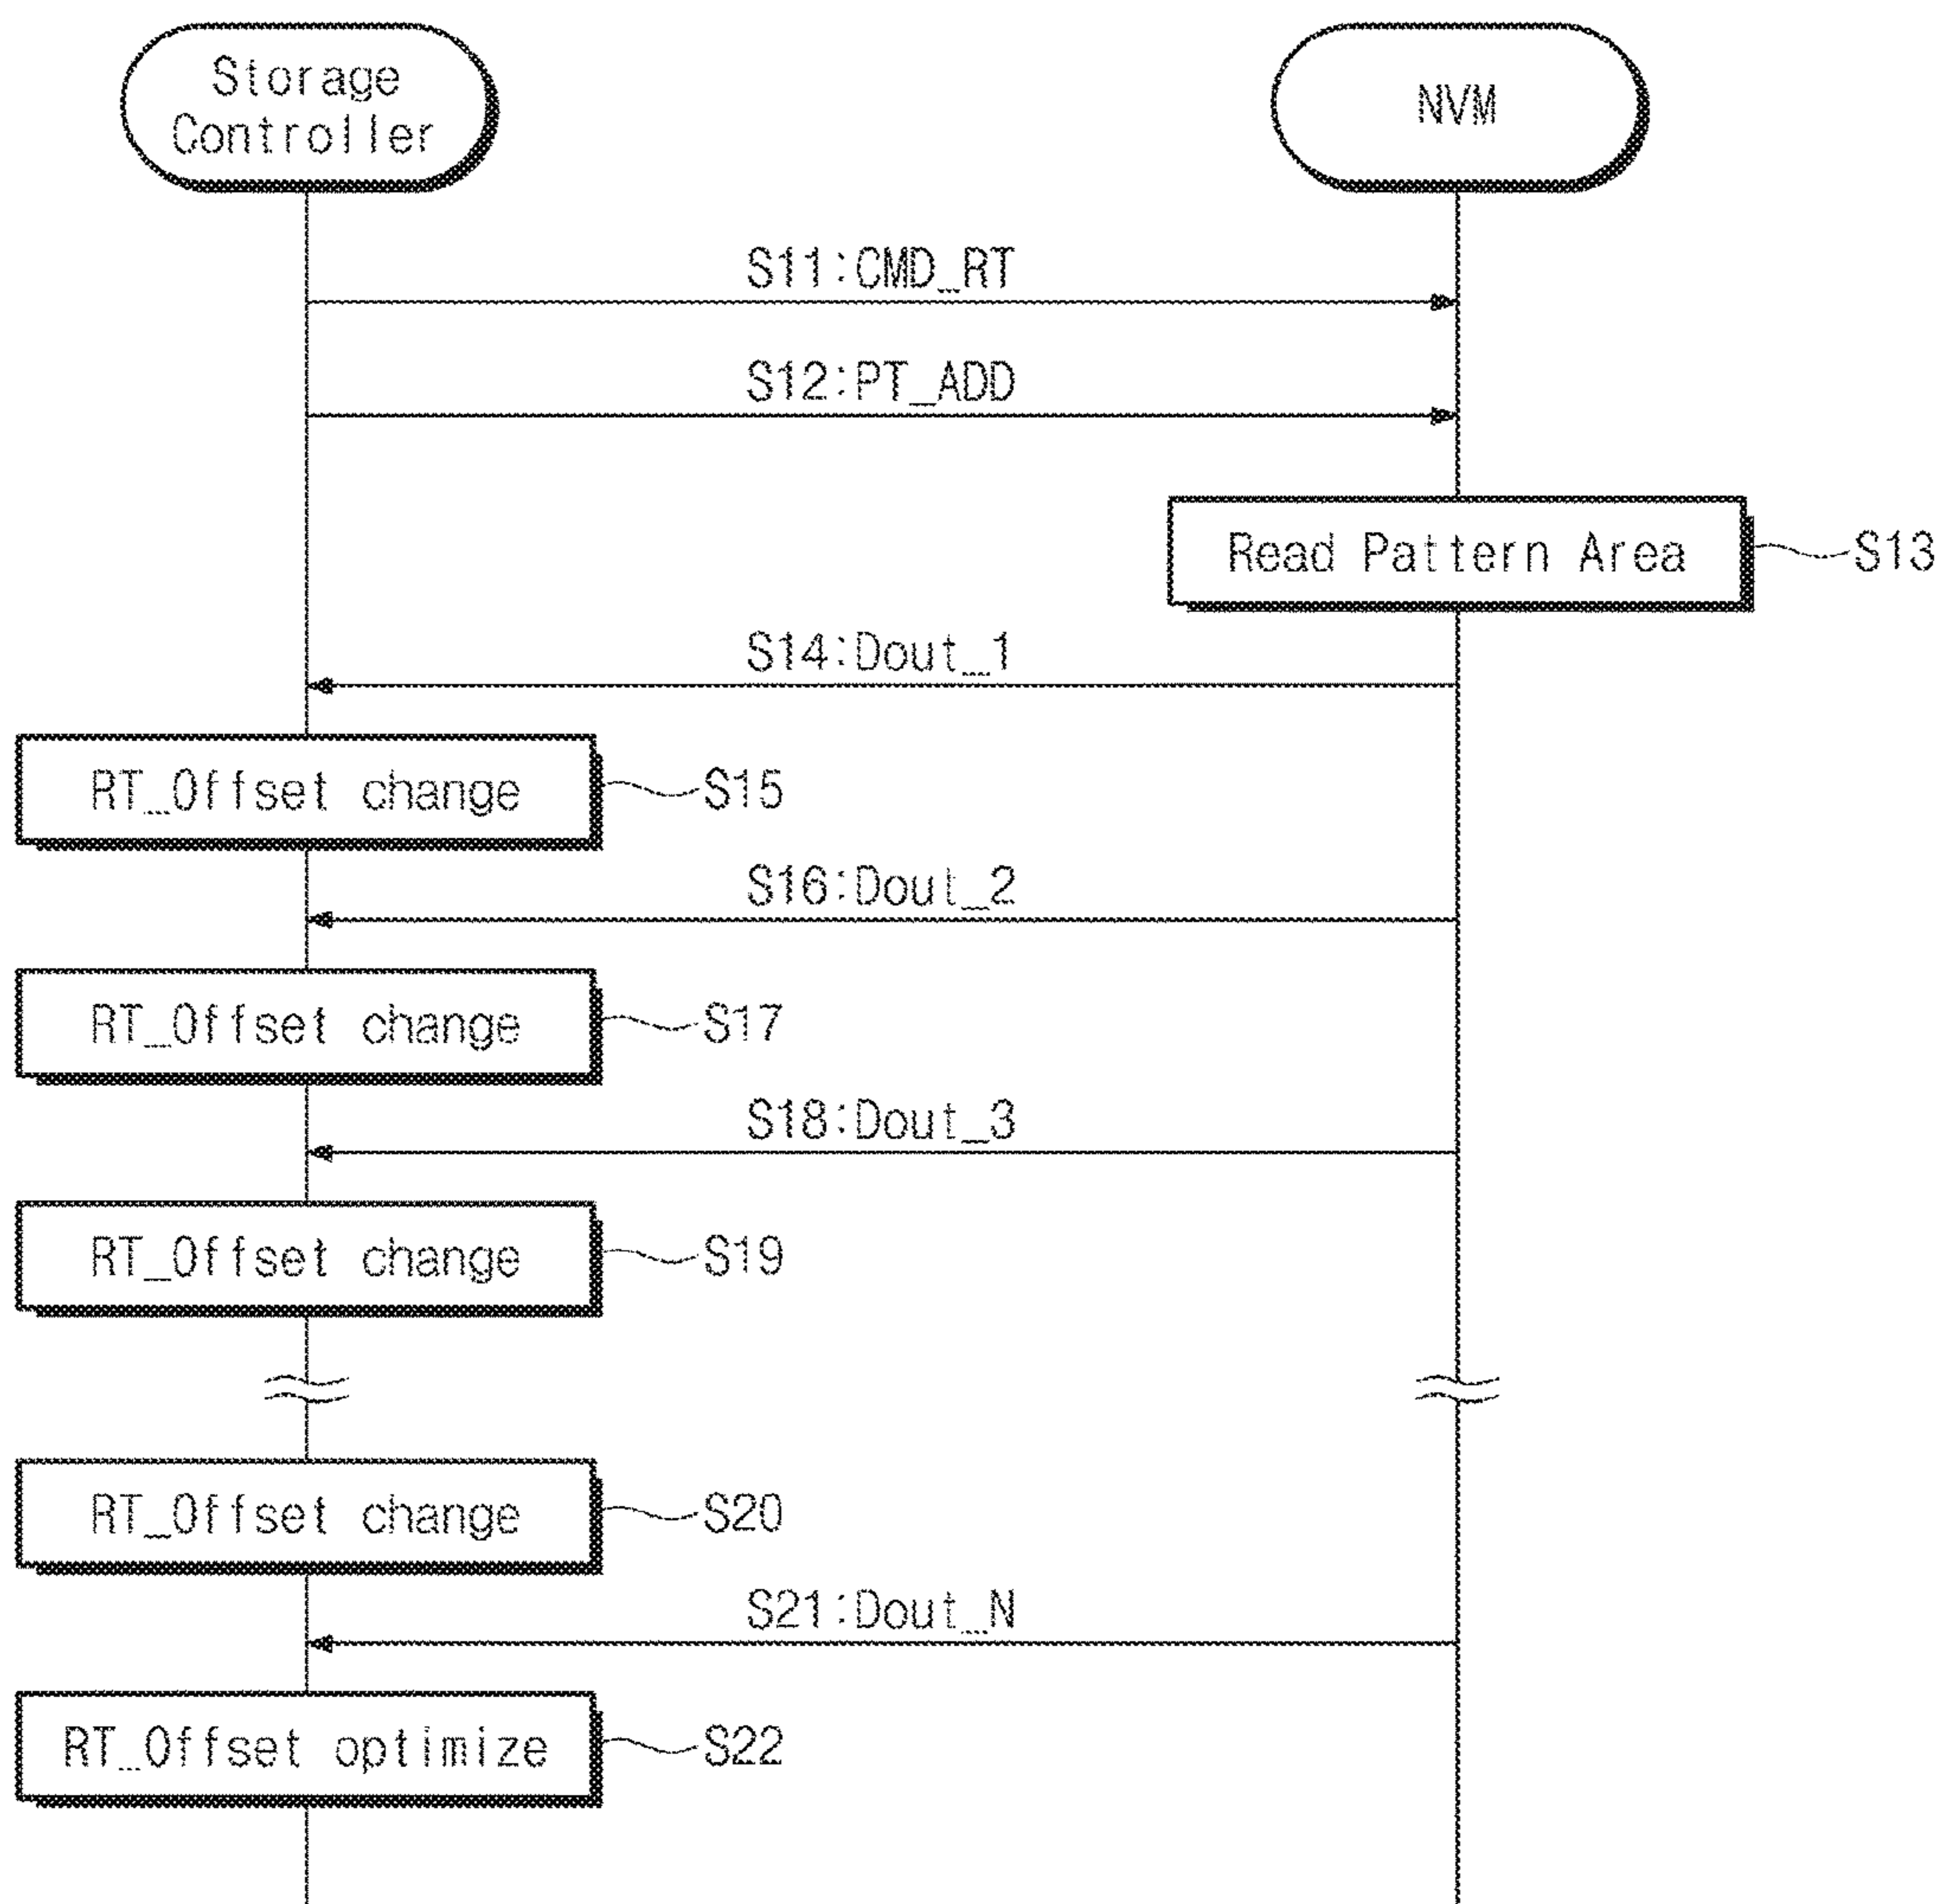 Storage
Controller
NVM
S11:CMD_RT
S12:PT_ADD
Read Pattern Area
S13
S14:Dout_1
RT_Offset change
S15
S16:Dout_2
RT_Offset change
S17
S18:Dout_3
RT_Offset change
S19
RT_Offset change
S20
S21:Dout_N
RT_Offset optimize
S22